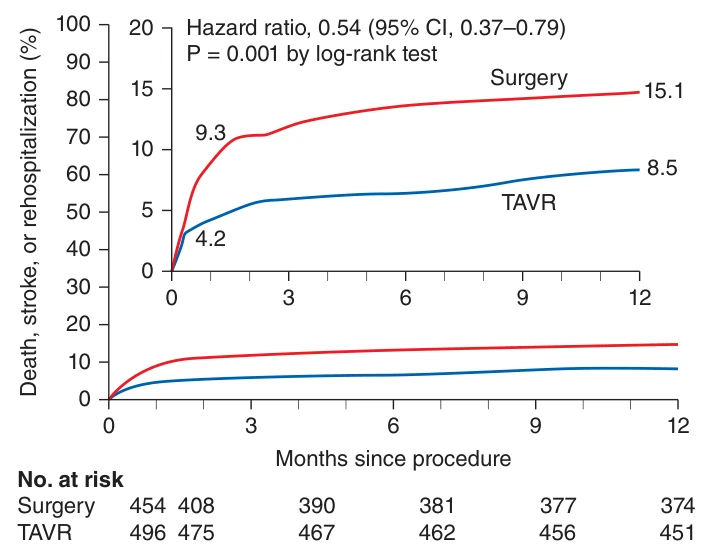 Death, stroke, or rehospitalization (%)
100
90
80
70
60
50
40
30
20
10
0
20
15
10
5
0
Hazard ratio, 0.54 (95% CI, 0.37–0.79)
P = 0.001 by log-rank test
Surgery
15.1
9.3
8.5
TAVR
4.2
0 3 6 9 12
0 3 6 9 12
Months since procedure
No. at risk
Surgery 454 408 390 381 377 374
TAVR 496 475 467 462 456 451